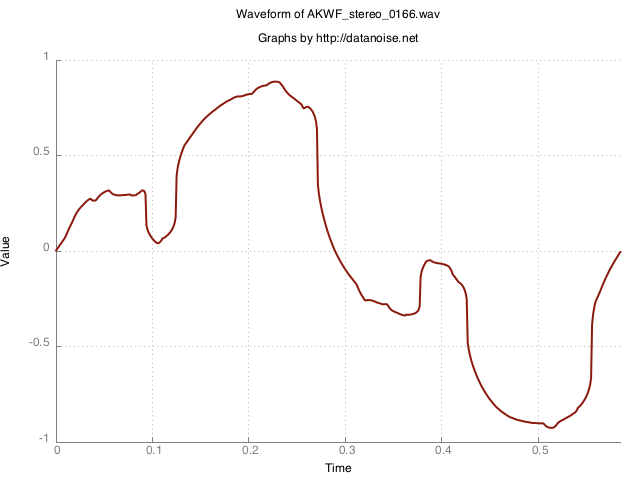 Waveform of AKWF_stereo_0166.wav
Graphs by http://datanoise.net
1
0.5
0
-0.5
-1
Value
0
0.1
0.2
0.3
0.4
0.5
Time